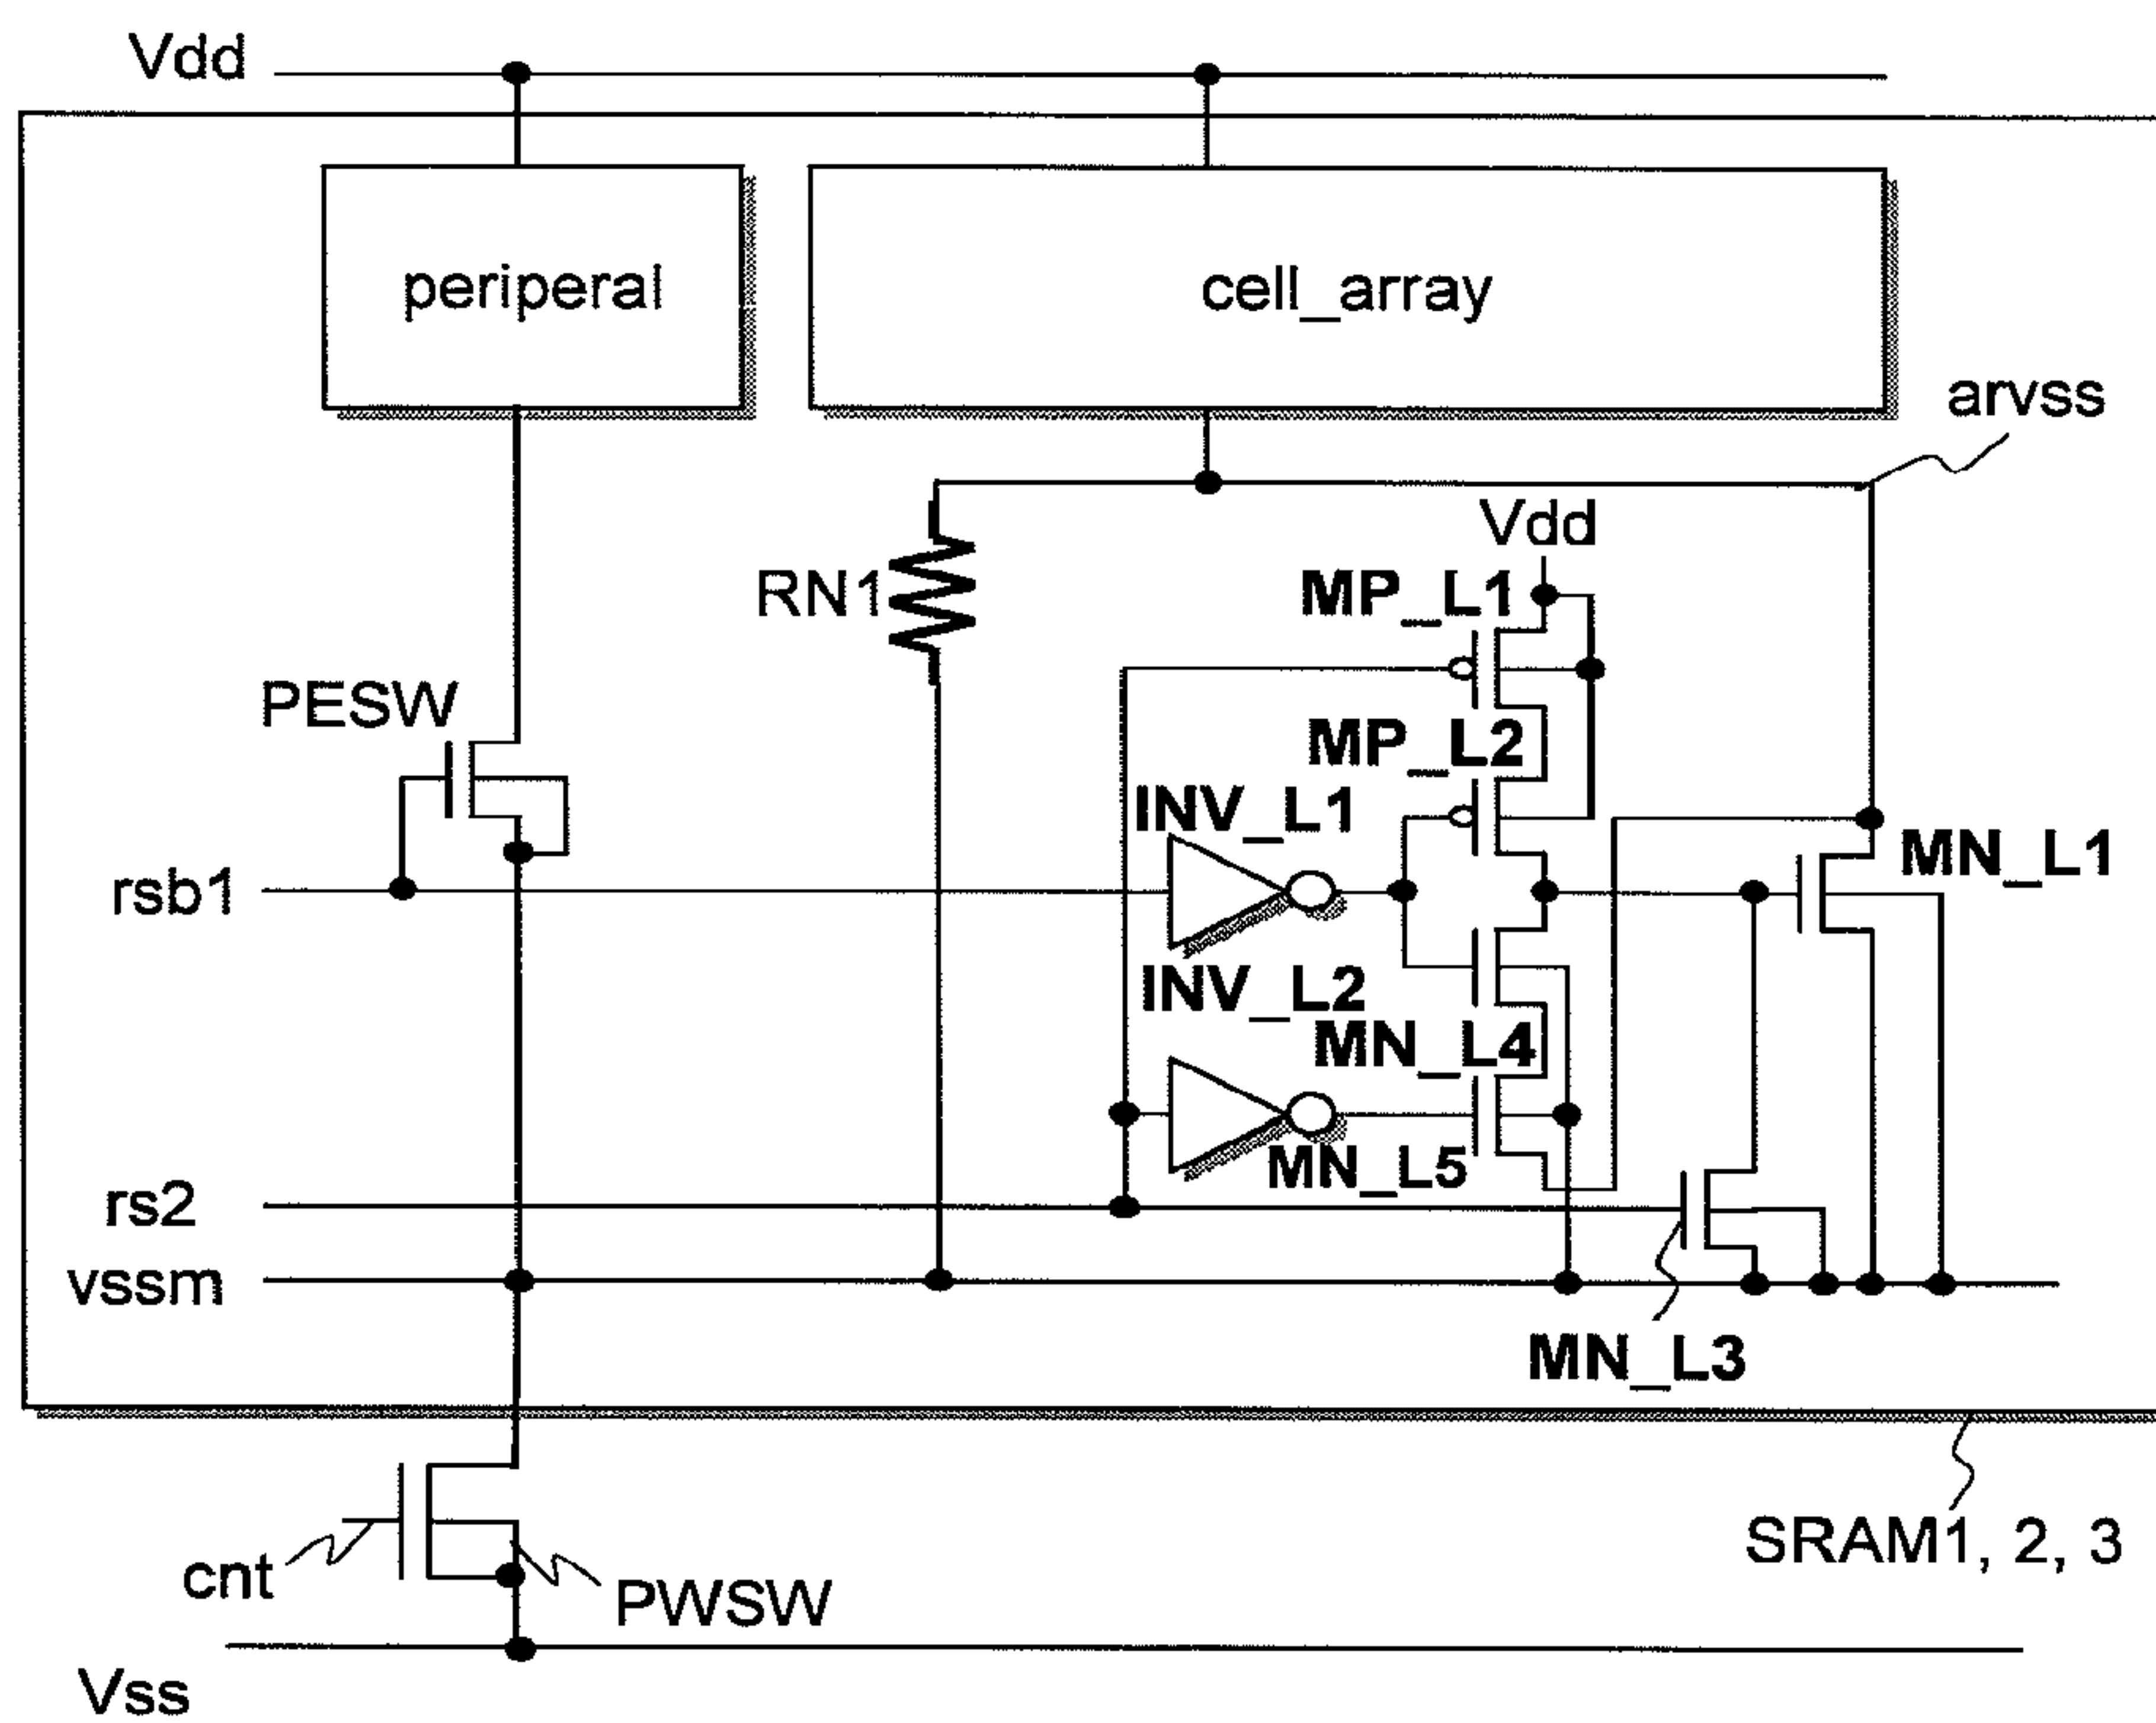 Vdd
periperal
cell_array
arvss
Vdd
MP_L1
RN1
PESW
MP_L2
INV_L1
MN_L1
rsb1
INV_L2
MN_L4
MN_L5
rs2
vssm
MN_L3
SRAM1, 2, 3
cnt
PWSW
Vss